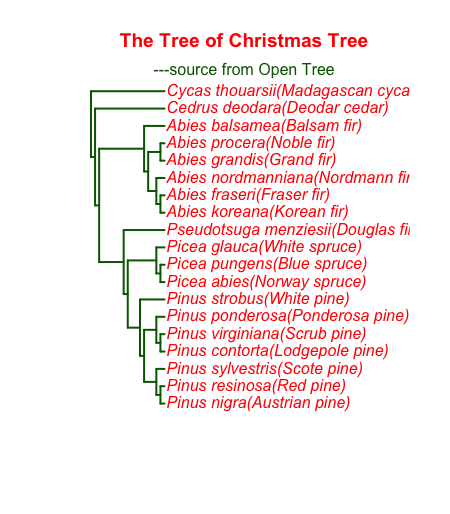 The Tree of Christmas Tree
---source from Open Tree
Cycas thouarsii(Madagascan cyca
Cedrus deodara(Deodar cedar)
Abies balsamea(Balsam fir)
Abies procera(Noble fir)
Abies grandis(Grand fir)
Abies nordmanniana(Nordmann fir
Abies fraseri(Fraser fir)
Abies koreana(Korean fir)
Pseudotsuga menziesii(Douglas fir
Picea glauca(White spruce)
Picea pungens(Blue spruce)
Picea abies(Norway spruce)
Pinus strobus(White pine)
Pinus ponderosa(Ponderosa pine)
Pinus virginiana(Scrub pine)
Pinus contorta(Lodgepole pine)
Pinus sylvestris(Scote pine)
Pinus resinosa(Red pine)
Pinus nigra(Austrian pine)